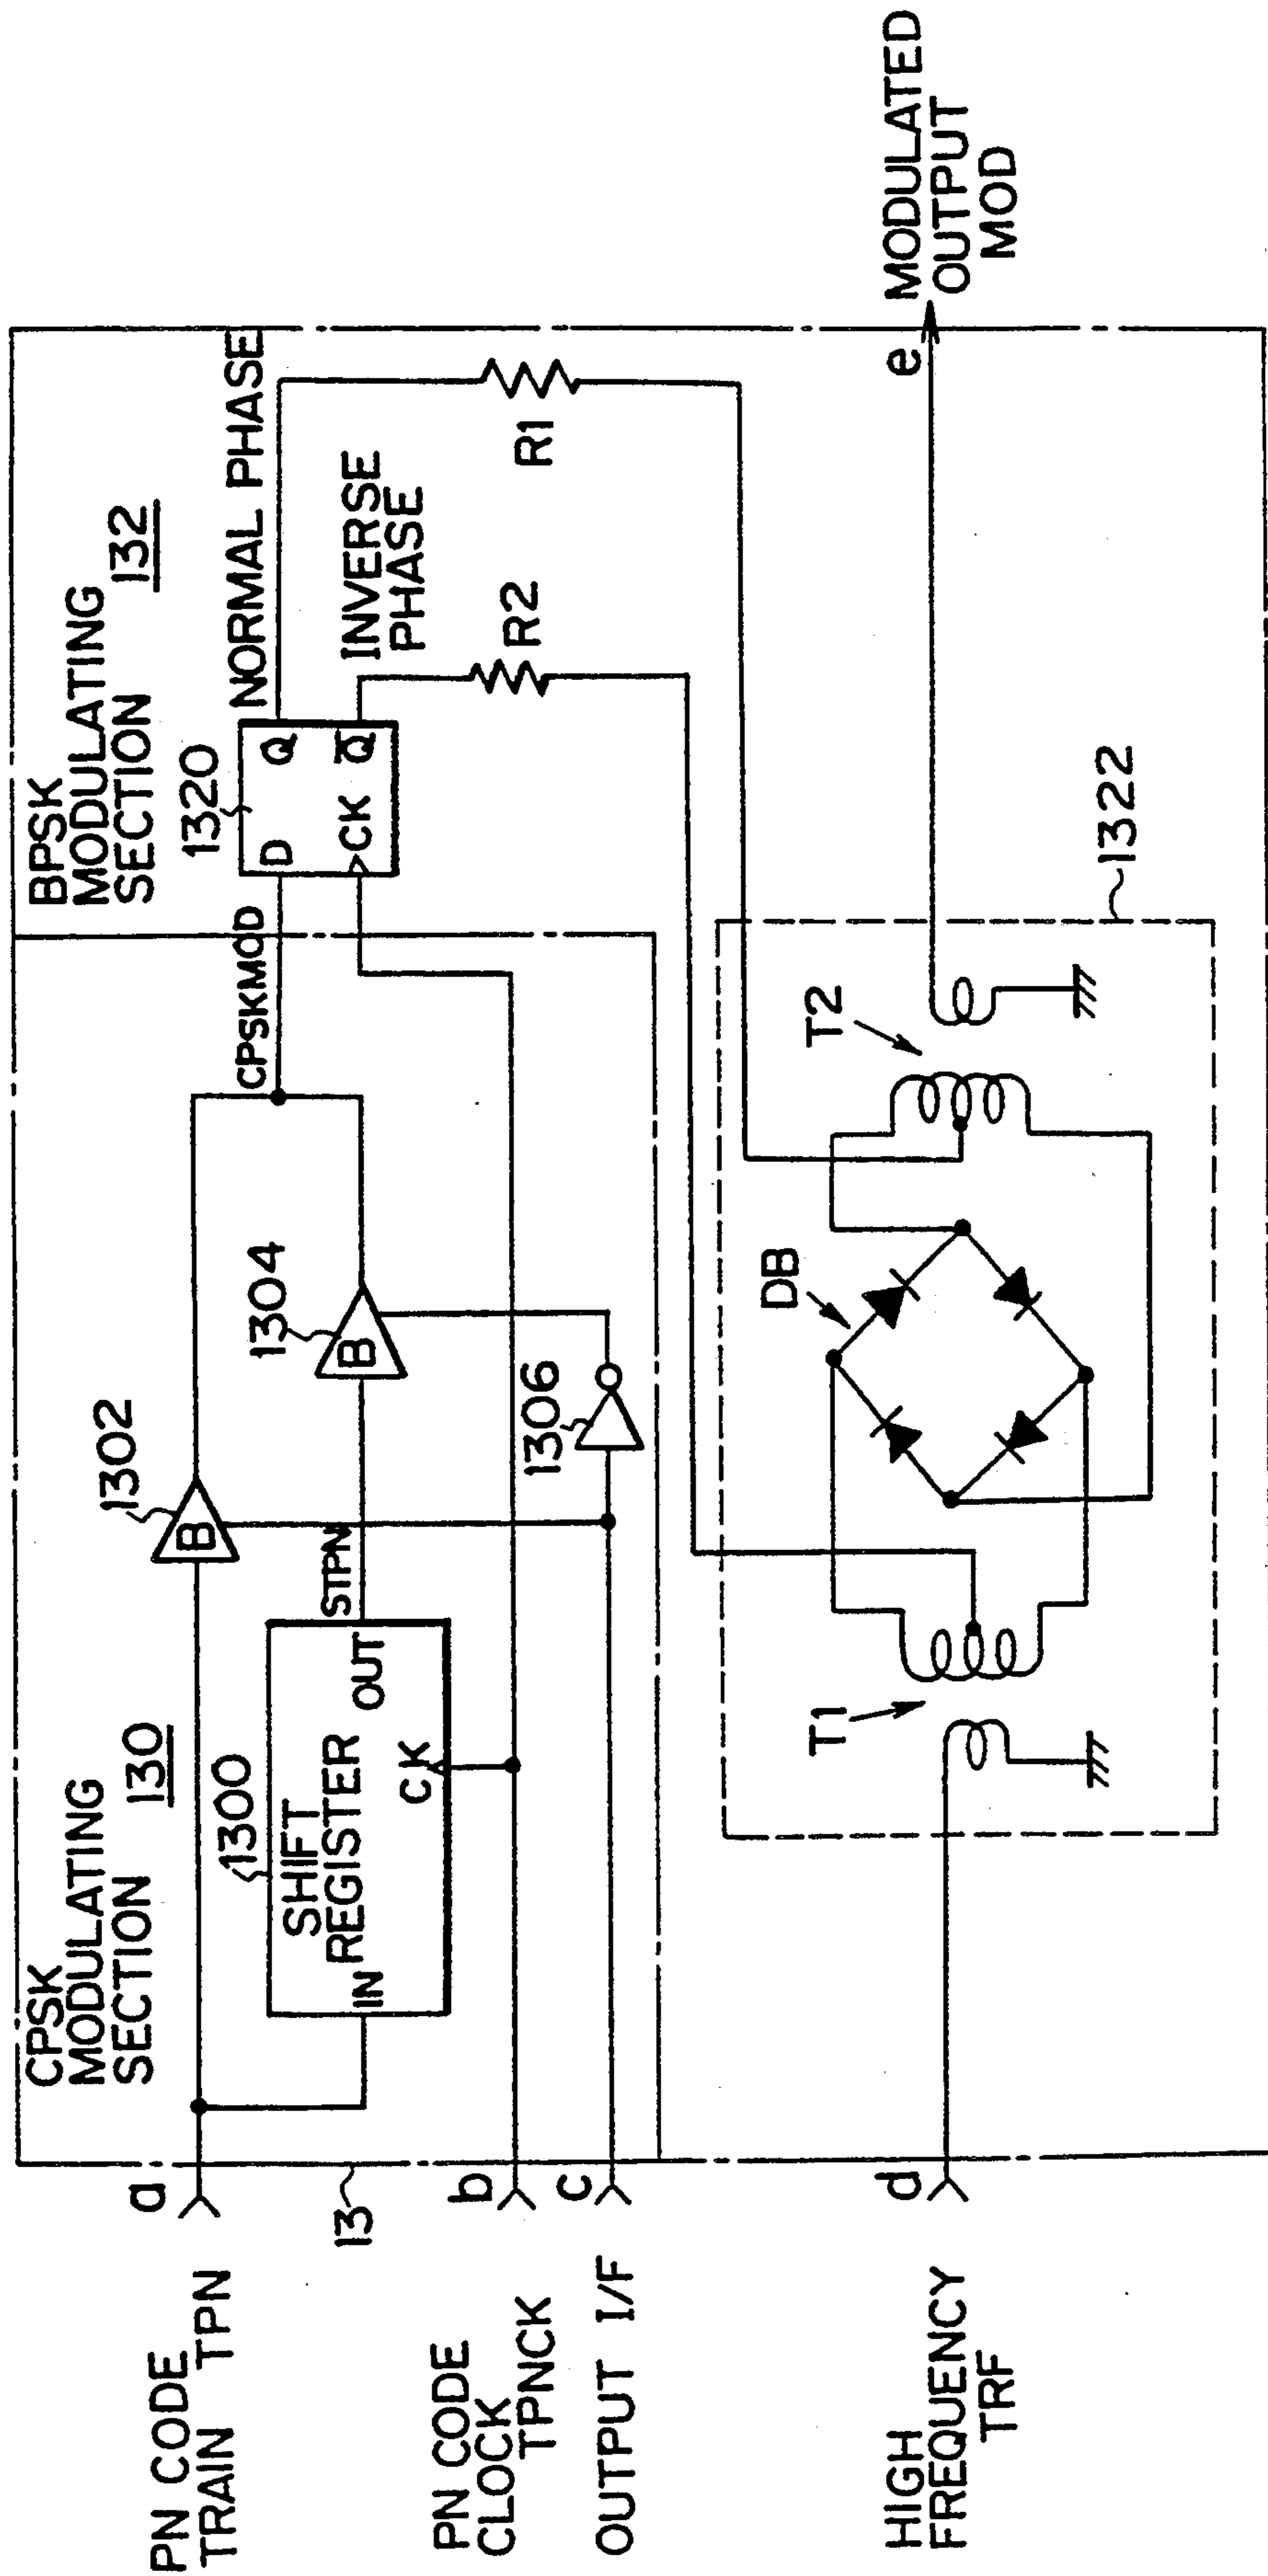 PN CODE
TRAIN TPN
a
PN CODE
CLOCK
TPNCK
b
OUTPUT I/F
c
HIGH
FREQUENCY
TRF
d
13
CPSK
MODULATING
SECTION 130
1300
SHIFT
REGISTER
IN
OUT
CK
STPN
1302
B
1304
B
1306
CPSKMOD
BPSK
MODULATING
SECTION 132
1320
D
Q
CK
Q̅
NORMAL PHASE
INVERSE
PHASE
R1
R2
T1
DB
T2
1322
e
MODULATED
OUTPUT
MOD